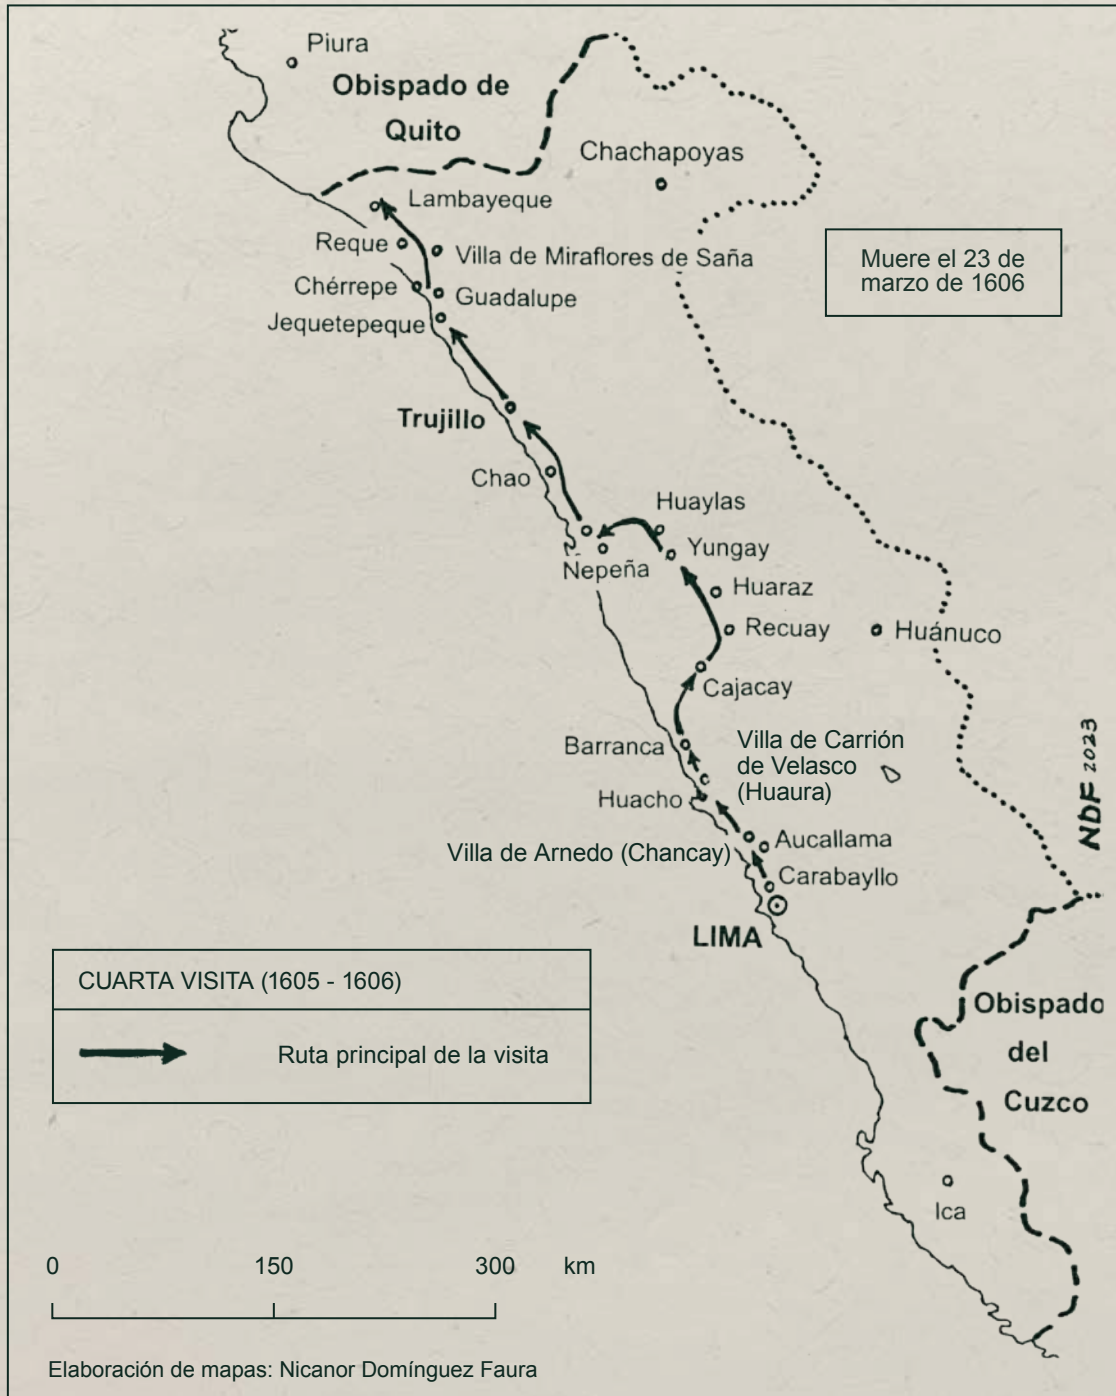 Piura
Obispado de
Quito
Chachapoyas
Lambayeque
Reque
Villa de Miraflores de Saña
Muere el 23 de
marzo de 1606
Chérrepe
Guadalupe
Jequetepeque
Trujillo
Chao
Huaylas
Yungay
Nepeña
Huaraz
Recuay
Huánuco
Cajacay
Barranca
Villa de Carrión
de Velasco
(Huaura)
Huacho
NDF 2023
Aucallama
Villa de Arnedo (Chancay)
Carabayllo
LIMA
CUARTA VISITA (1605 - 1606)
Ruta principal de la visita
Obispado
del
Cuzco
Ica
0 150 300 km
Elaboración de mapas: Nicanor Domínguez Faura